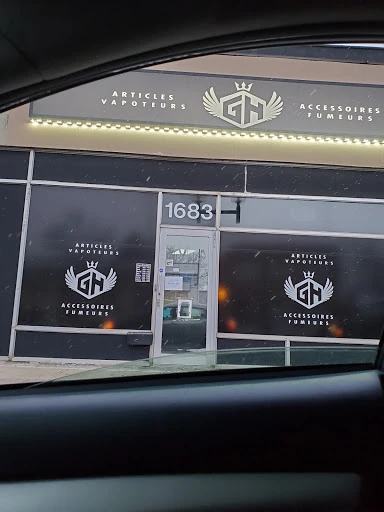 ARTICLES
VAPOTEURS
GH
ACCESSOIRES
FUMEURS
1683
ARTICLES
VAPOTEURS
GH
ACCESSOIRES
FUMEURS
ARTICLES
VAPOTEURS
GH
ACCESSOIRES
FUMEURS